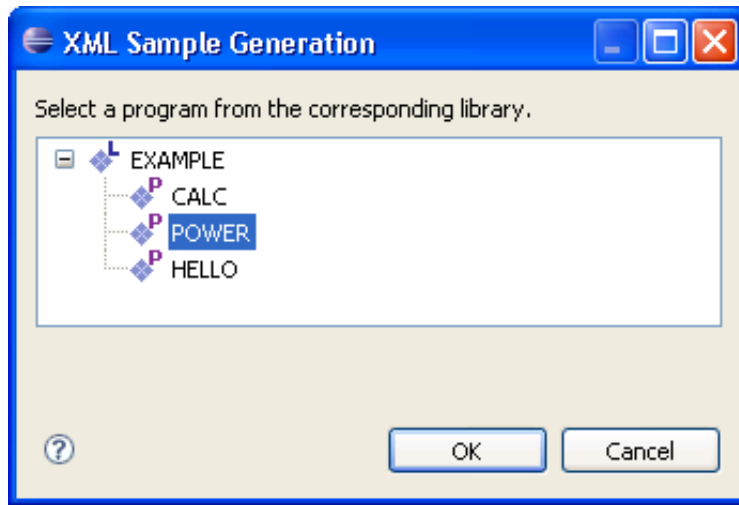 XML Sample Generation
Select a program from the corresponding library.
L EXAMPLE
P CALC
P POWER
P HELLO
? OK Cancel